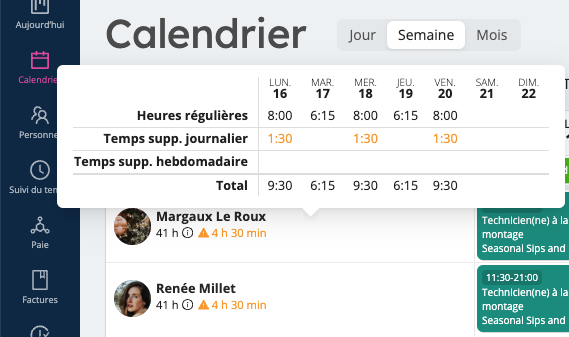 Aujourd'hui
Calendrier
Jour Semaine Mois
Calendrie
LUN. MAR. MER. JEU. VEN. SAM. DIM.
16 17 18 19 20 21 22
Heures régulières 8:00 6:15 8:00 6:15 8:00
Temps supp. journalier 1:30 1:30 1:30
Temps supp. hebdomadaire
Total 9:30 6:15 9:30 6:15 9:30
Personne
Suivi du tem
Paie
Factures
Margaux Le Roux
41 h 4 h 30 min
Technicien(ne) à la
montage
Seasonal Sips and
Renée Millet
41 h 4 h 30 min
11:30-21:00
Technicien(ne) à la
montage
Seasonal Sips and